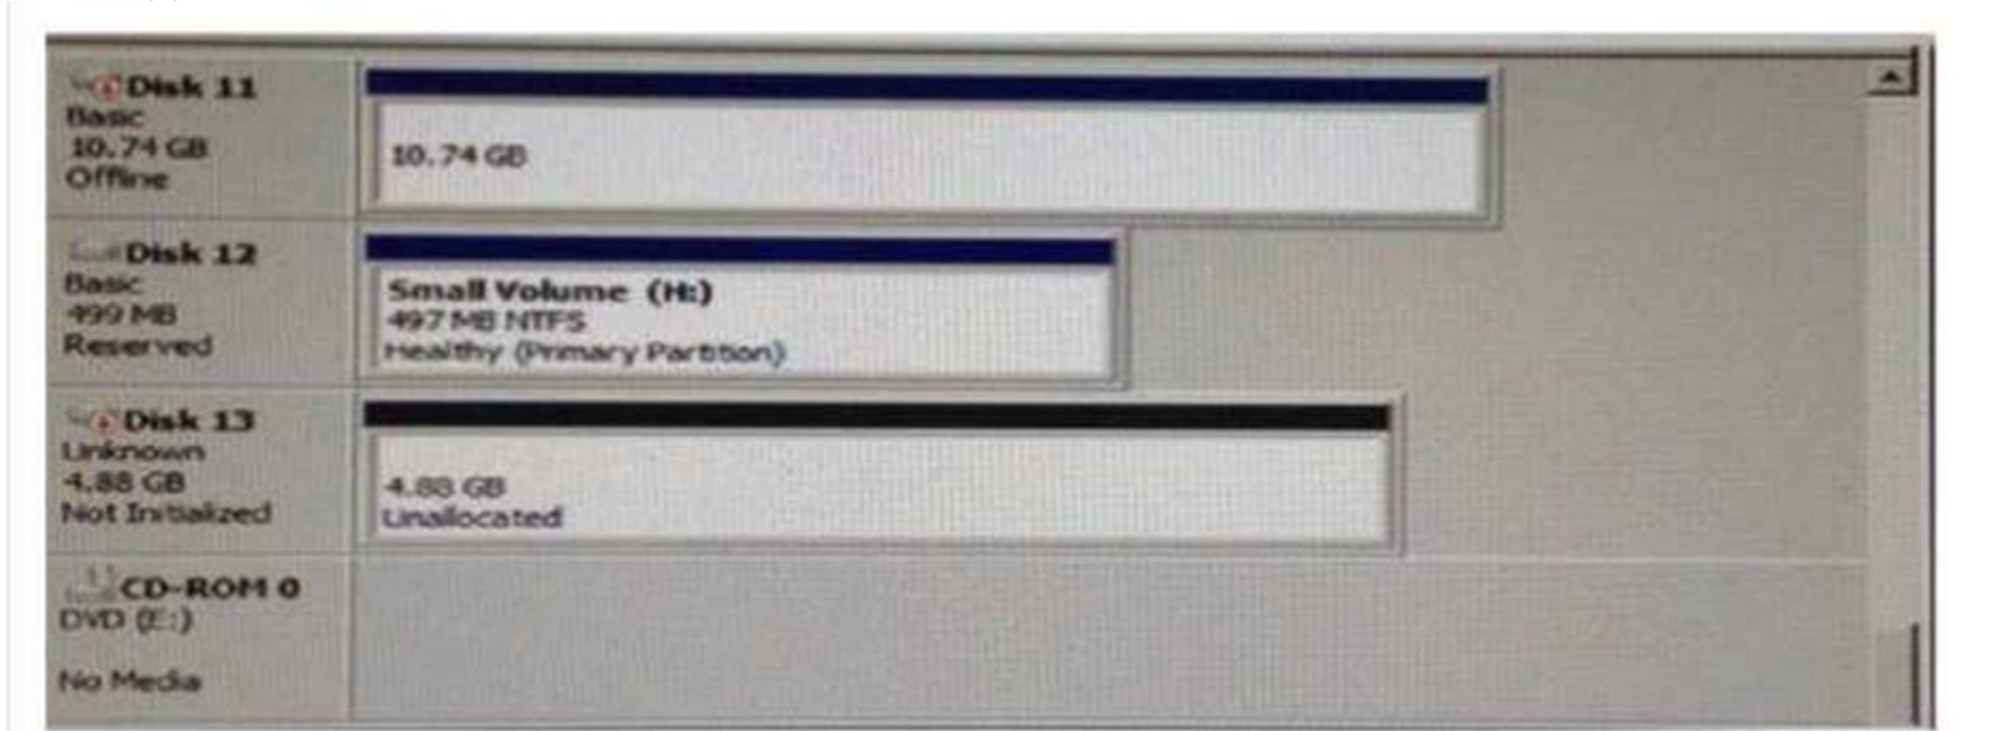 Disk 11
Basic
10.74 GB
Offline
10.74 GB
Disk 12
Basic
499 MB
Reserved
Small Volume (H:)
497 MB NTFS
Healthy (Primary Partition)
Disk 13
Unknown
4.88 GB
Not Initialized
4.88 GB
Unallocated
CD-ROM 0
DVD (E:)
No Media